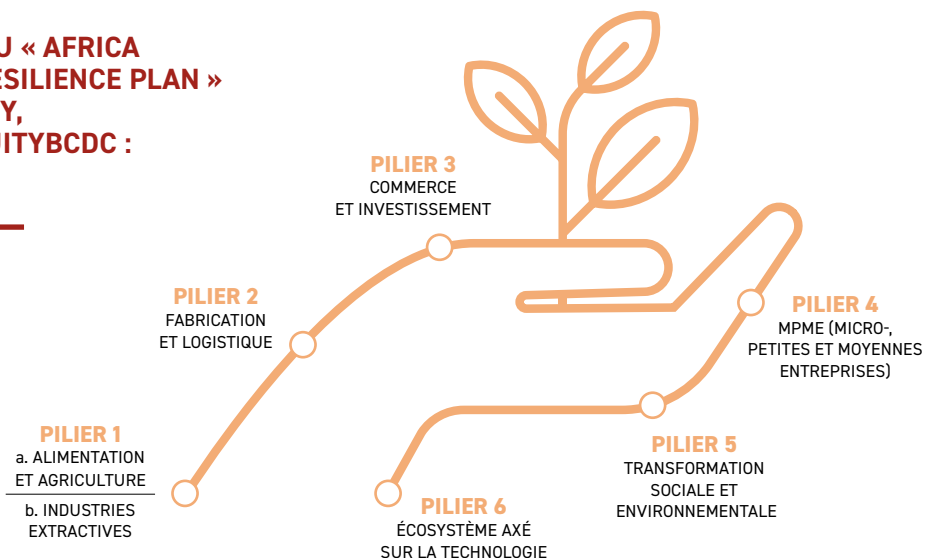 « AFRICA
PLAN »
PILIER 3
COMMERCE
ET INVESTISSEMENT
PILIER 2
FABRICATION
ET LOGISTIQUE
PILIER 4
MPME (MICRO-,
PETITES ET MOYENNES
ENTREPRISES)
PILIER 1
a. ALIMENTATION
ET AGRICULTURE
b. INDUSTRIES
EXTRACTIVES
PILIER 5
TRANSFORMATION
SOCIALE ET
ENVIRONNEMENTALE
PILIER 6
ÉCOSYSTÈME AXÉ
SUR LA TECHNOLOGIE